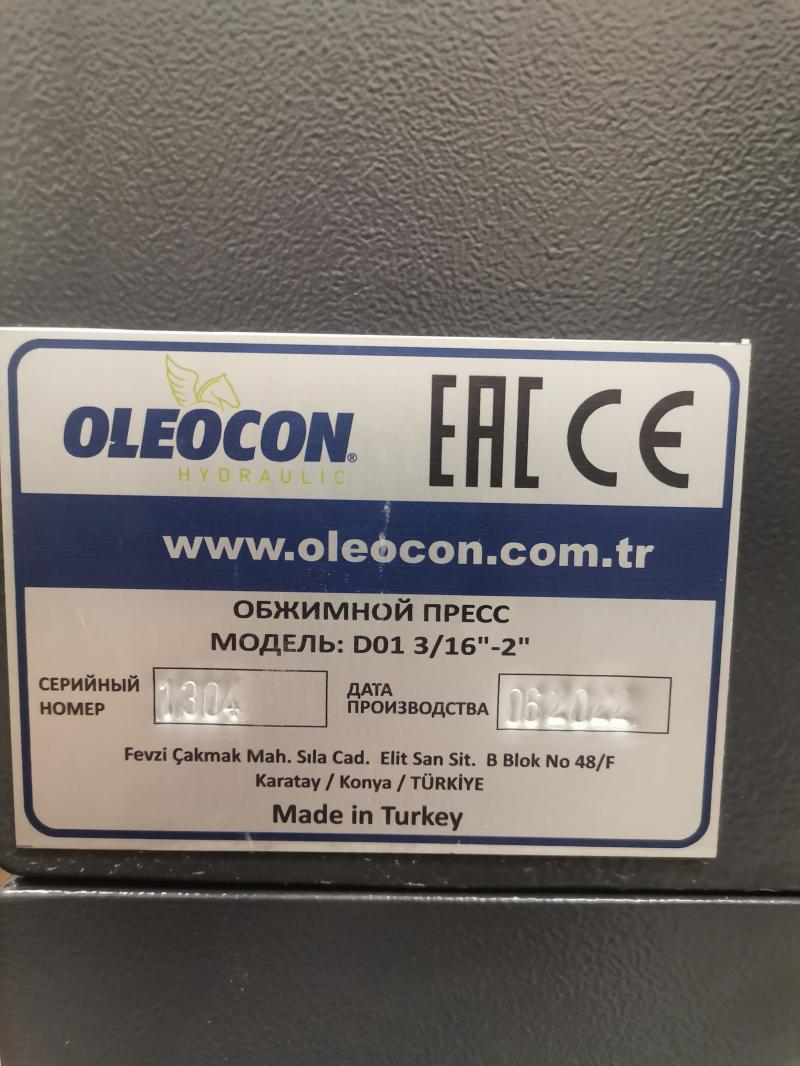 OLEOCON®
HYDRAULIC
EAC CE
www.oleocon.com.tr
ОБЖИМНОЙ ПРЕСС
МОДЕЛЬ: D01 3/16"-2"
СЕРИЙНЫЙ НОМЕР 1304
ДАТА ПРОИЗВОДСТВА 06 2022
Fevzi Çakmak Mah. Sıla Cad. Elit San Sit. B Blok No 48/F
Karatay / Konya / TÜRKİYE
Made in Turkey